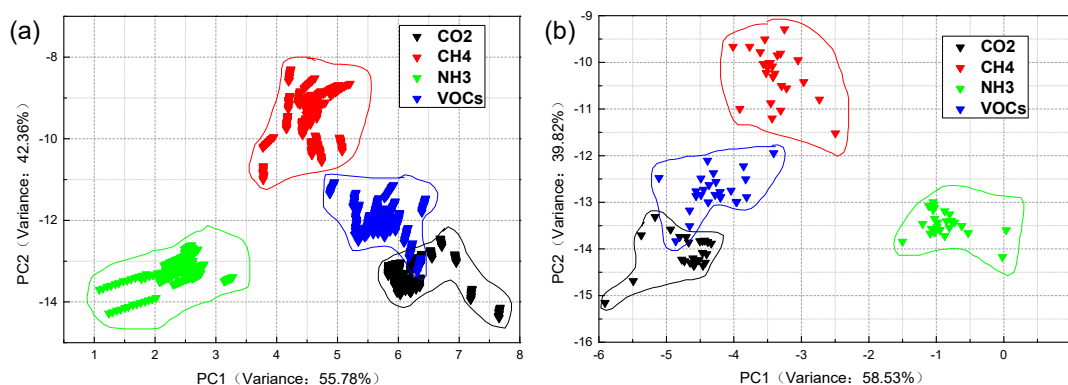 (a)
CO2
CH4
NH3
VOCs
-8
-10
-12
-14
PC2（Variance：42.36%）
1 2 3 4 5 6 7 8
PC1（Variance：55.78%）
(b)
CO2
CH4
NH3
VOCs
-9
-10
-11
-12
-13
-14
-15
-16
PC2（Variance：39.82%）
-6 -5 -4 -3 -2 -1 0
PC1（Variance：58.53%）